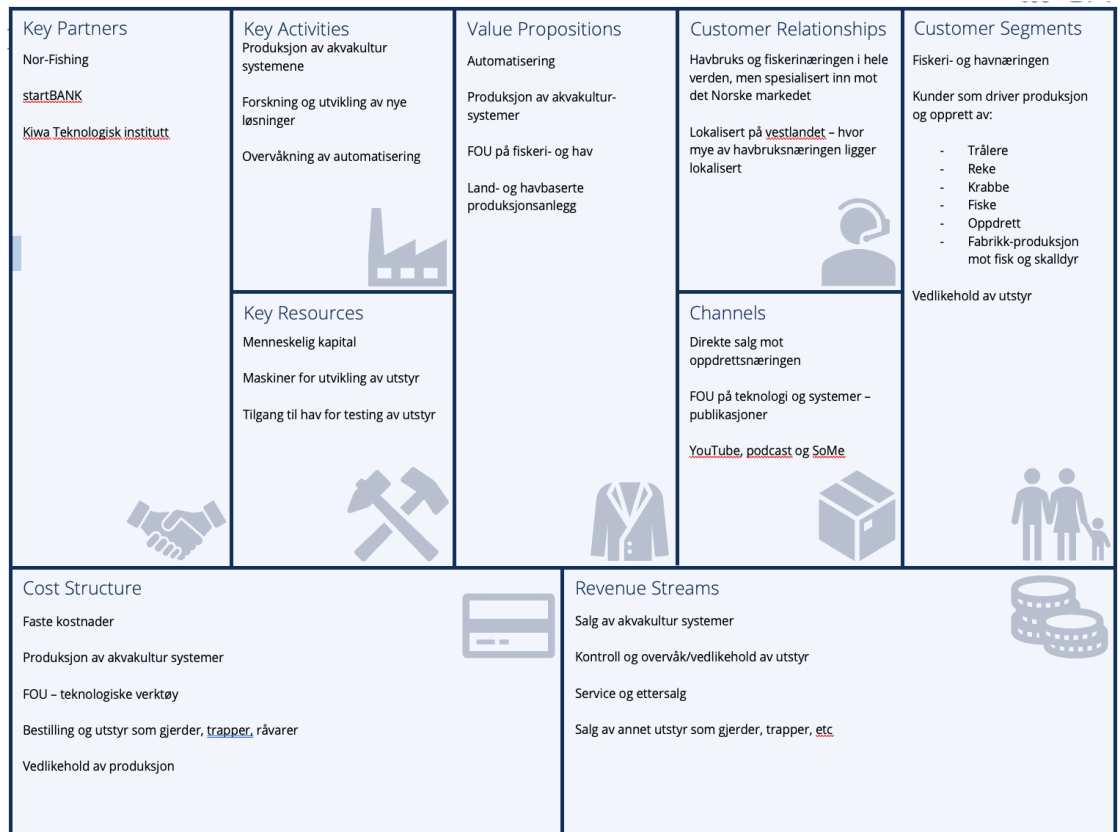 Key Partners
Nor-Fishing
startBANK
Kiwa Teknologisk institutt
Key Activities
Produksjon av akvakultur
systemene
Forskning og utvikling av nye
løsninger
Overvåkning av automatisering
Key Resources
Menneskelig kapital
Maskiner for utvikling av utstyr
Tilgang til hav for testing av utstyr
Value Propositions
Automatisering
Produksjon av akvakultur-
systemer
FOU på fiskeri- og hav
Land- og havbaserte
produksjonsanlegg
Customer Relationships
Havbruks og fiskerinæringen i hele
verden, men spesialisert inn mot
det Norske markedet
Lokalisert på vestlandet – hvor
mye av havbruksnæringen ligger
lokalisert
Channels
Direkte salg mot
oppdrettsnæringen
FOU på teknologi og systemer –
publikasjoner
YouTube, podcast og SoMe
Customer Segments
Fiskeri- og havnæringen
Kunder som driver produksjon
og opprett av:
- Trålere
- Reke
- Krabbe
- Fiske
- Oppdrett
- Fabrikk-produksjon
mot fisk og skalldyr
Vedlikehold av utstyr
Cost Structure
Faste kostnader
Produksjon av akvakultur systemer
FOU – teknologiske verktøy
Bestilling og utstyr som gjerder, trapper, råvarer
Vedlikehold av produksjon
Revenue Streams
Salg av akvakultur systemer
Kontroll og overvåk/vedlikehold av utstyr
Service og ettersalg
Salg av annet utstyr som gjerder, trapper, etc